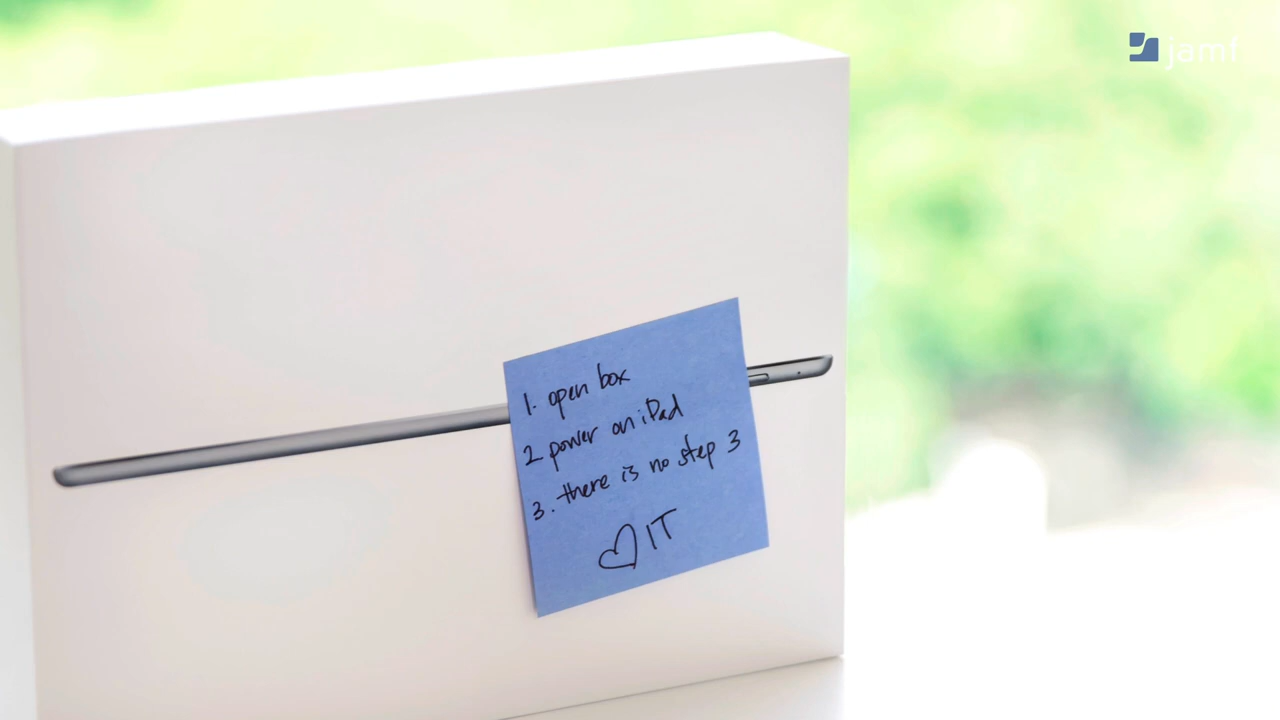 jamf
1. open box
2 power on iPad
3. there is no step 3
♡ IT